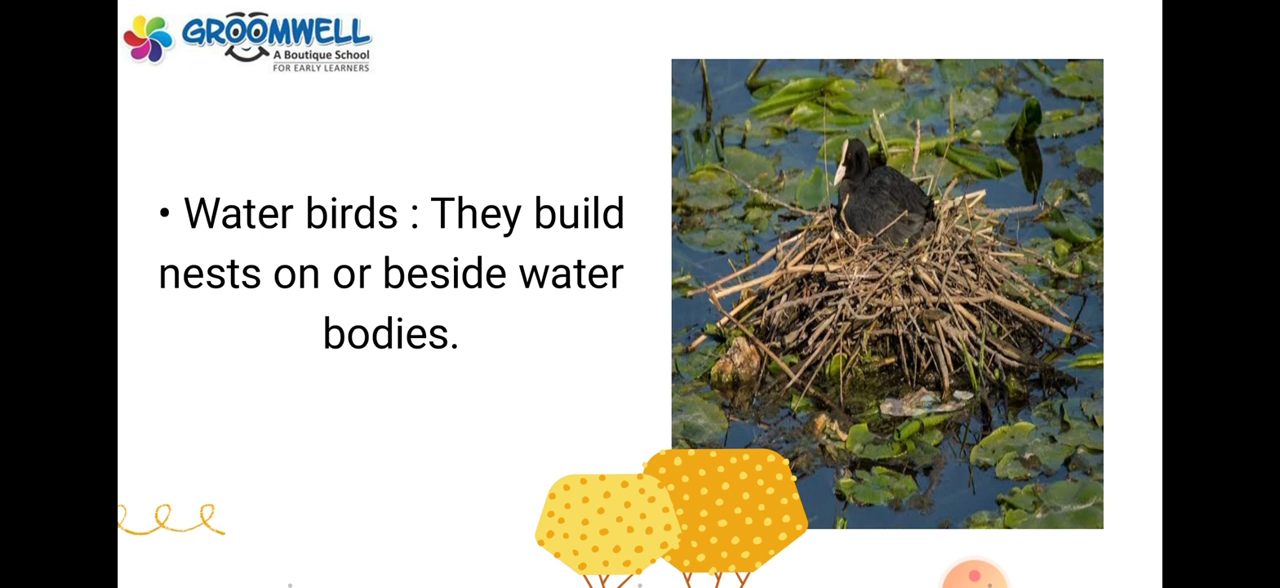 GROOMWELL
A Boutique School
FOR EARLY LEARNERS
• Water birds : They build
nests on or beside water
bodies.